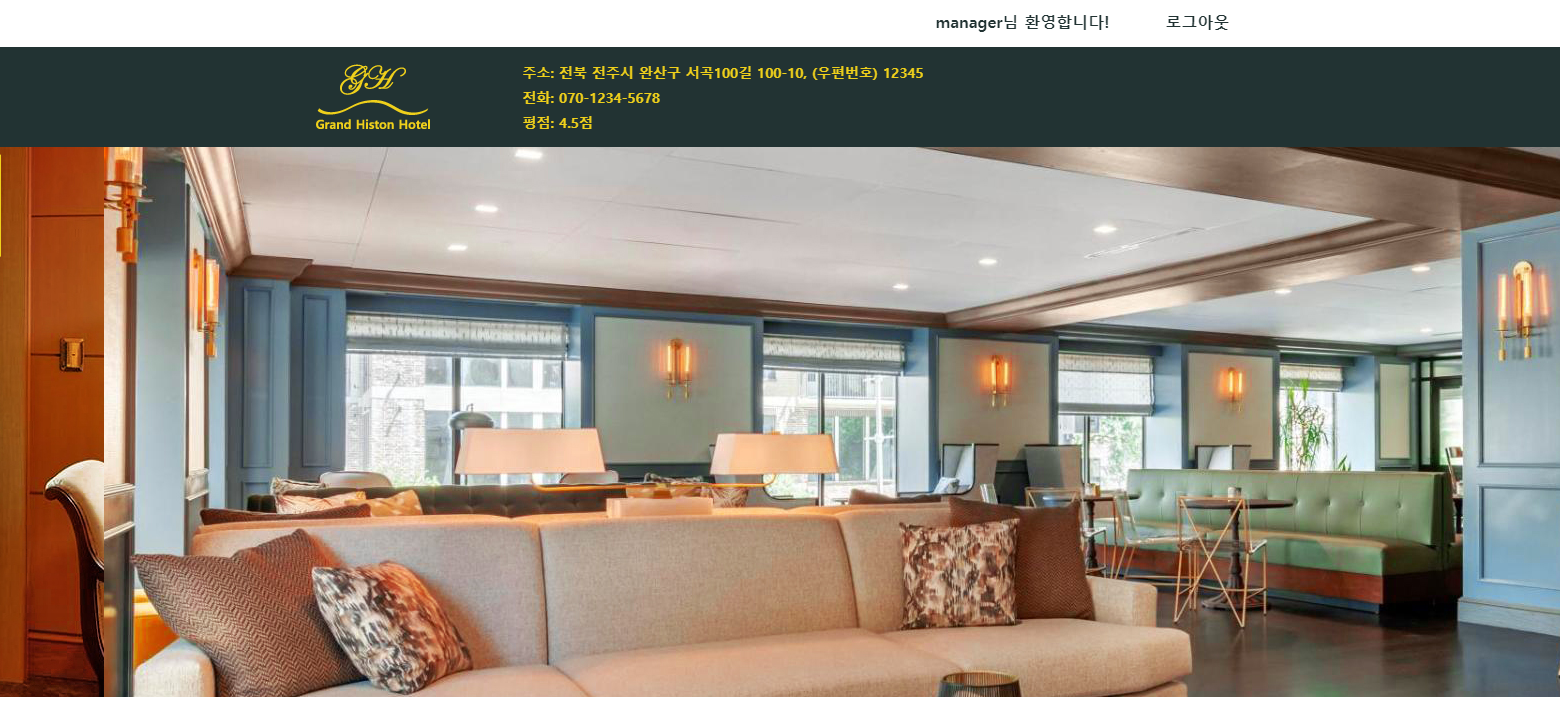 manager님 환영합니다! 로그아웃
GH
Grand Histon Hotel
주소: 전북 전주시 완산구 서곡100길 100-10, (우편번호) 12345
전화: 070-1234-5678
평점: 4.5점